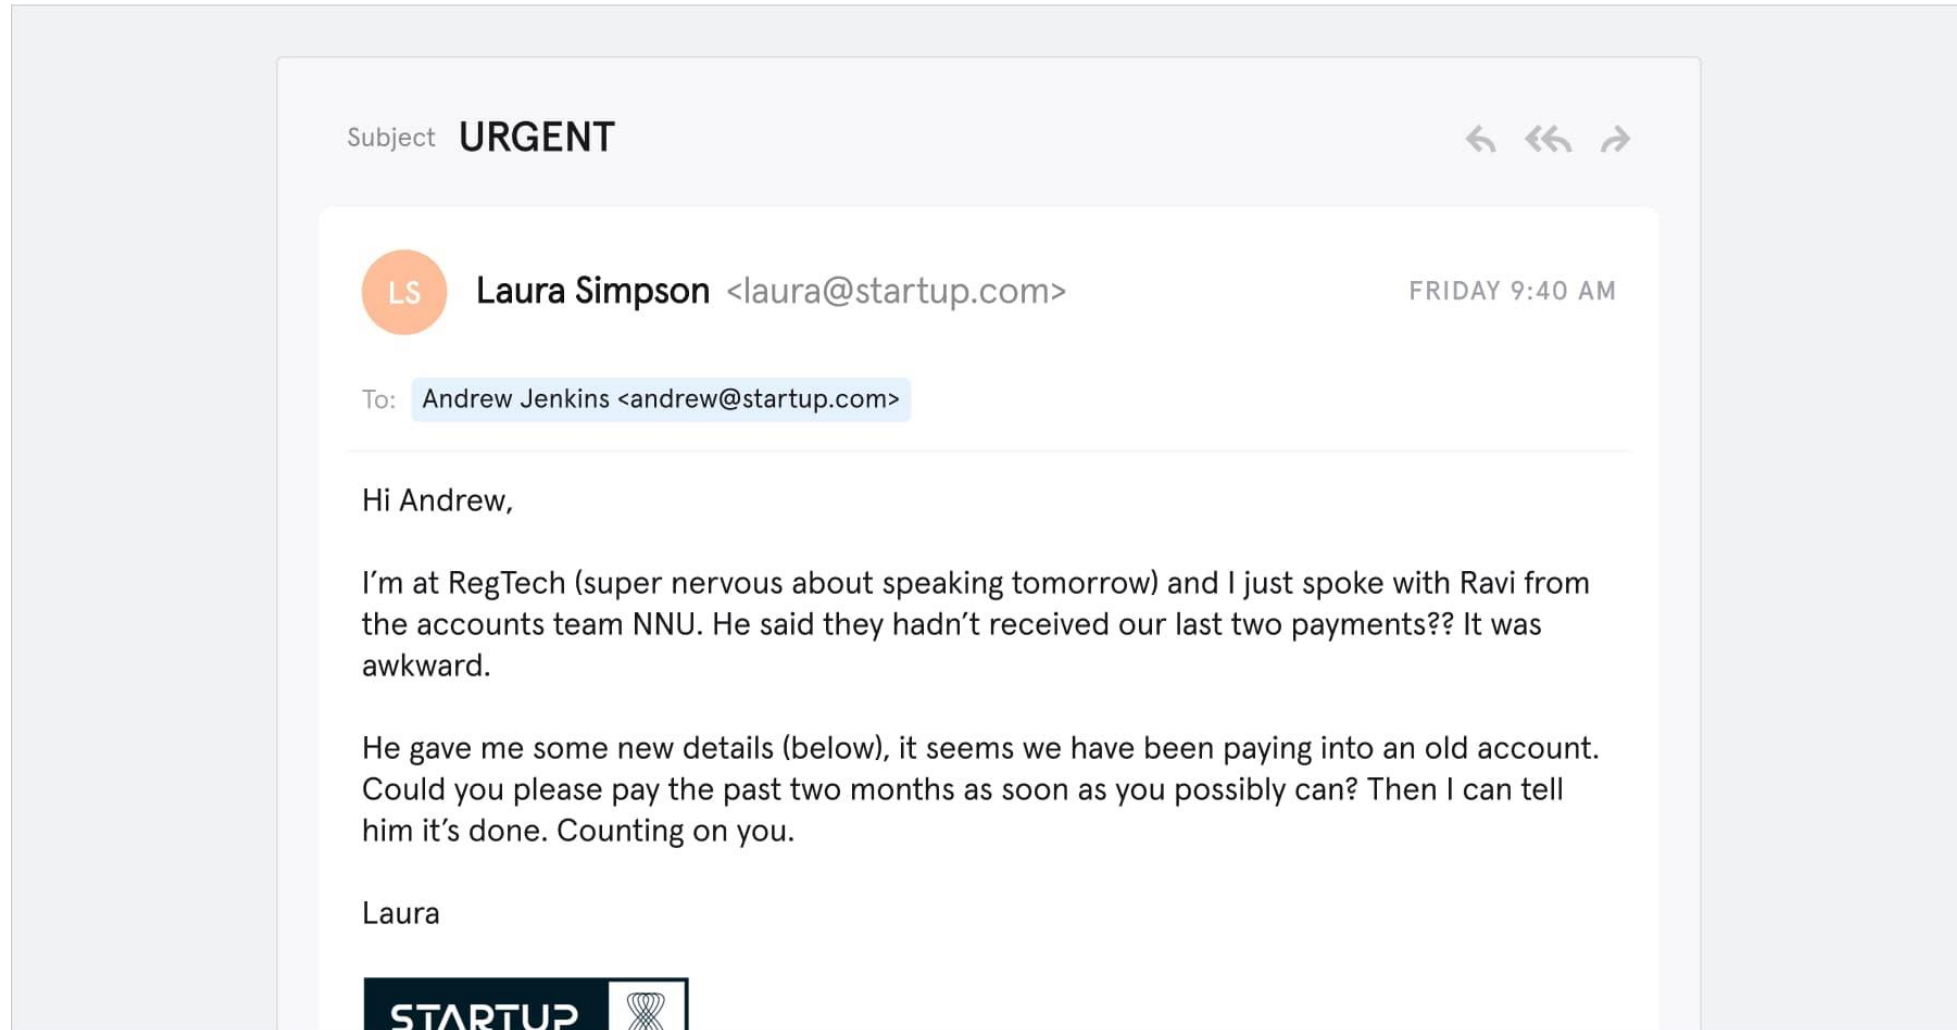 Subject URGENT
LS
Laura Simpson <laura@startup.com>
FRIDAY 9:40 AM
To: Andrew Jenkins <andrew@startup.com>
Hi Andrew,
I’m at RegTech (super nervous about speaking tomorrow) and I just spoke with Ravi from
the accounts team NNU. He said they hadn’t received our last two payments?? It was
awkward.
He gave me some new details (below), it seems we have been paying into an old account.
Could you please pay the past two months as soon as you possibly can? Then I can tell
him it’s done. Counting on you.
Laura
STARTUP